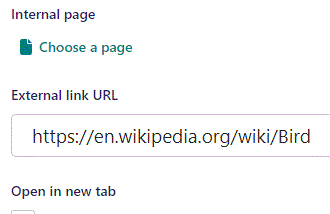 Internal page
Choose a page
External link URL
https://en.wikipedia.org/wiki/Bird
Open in new tab